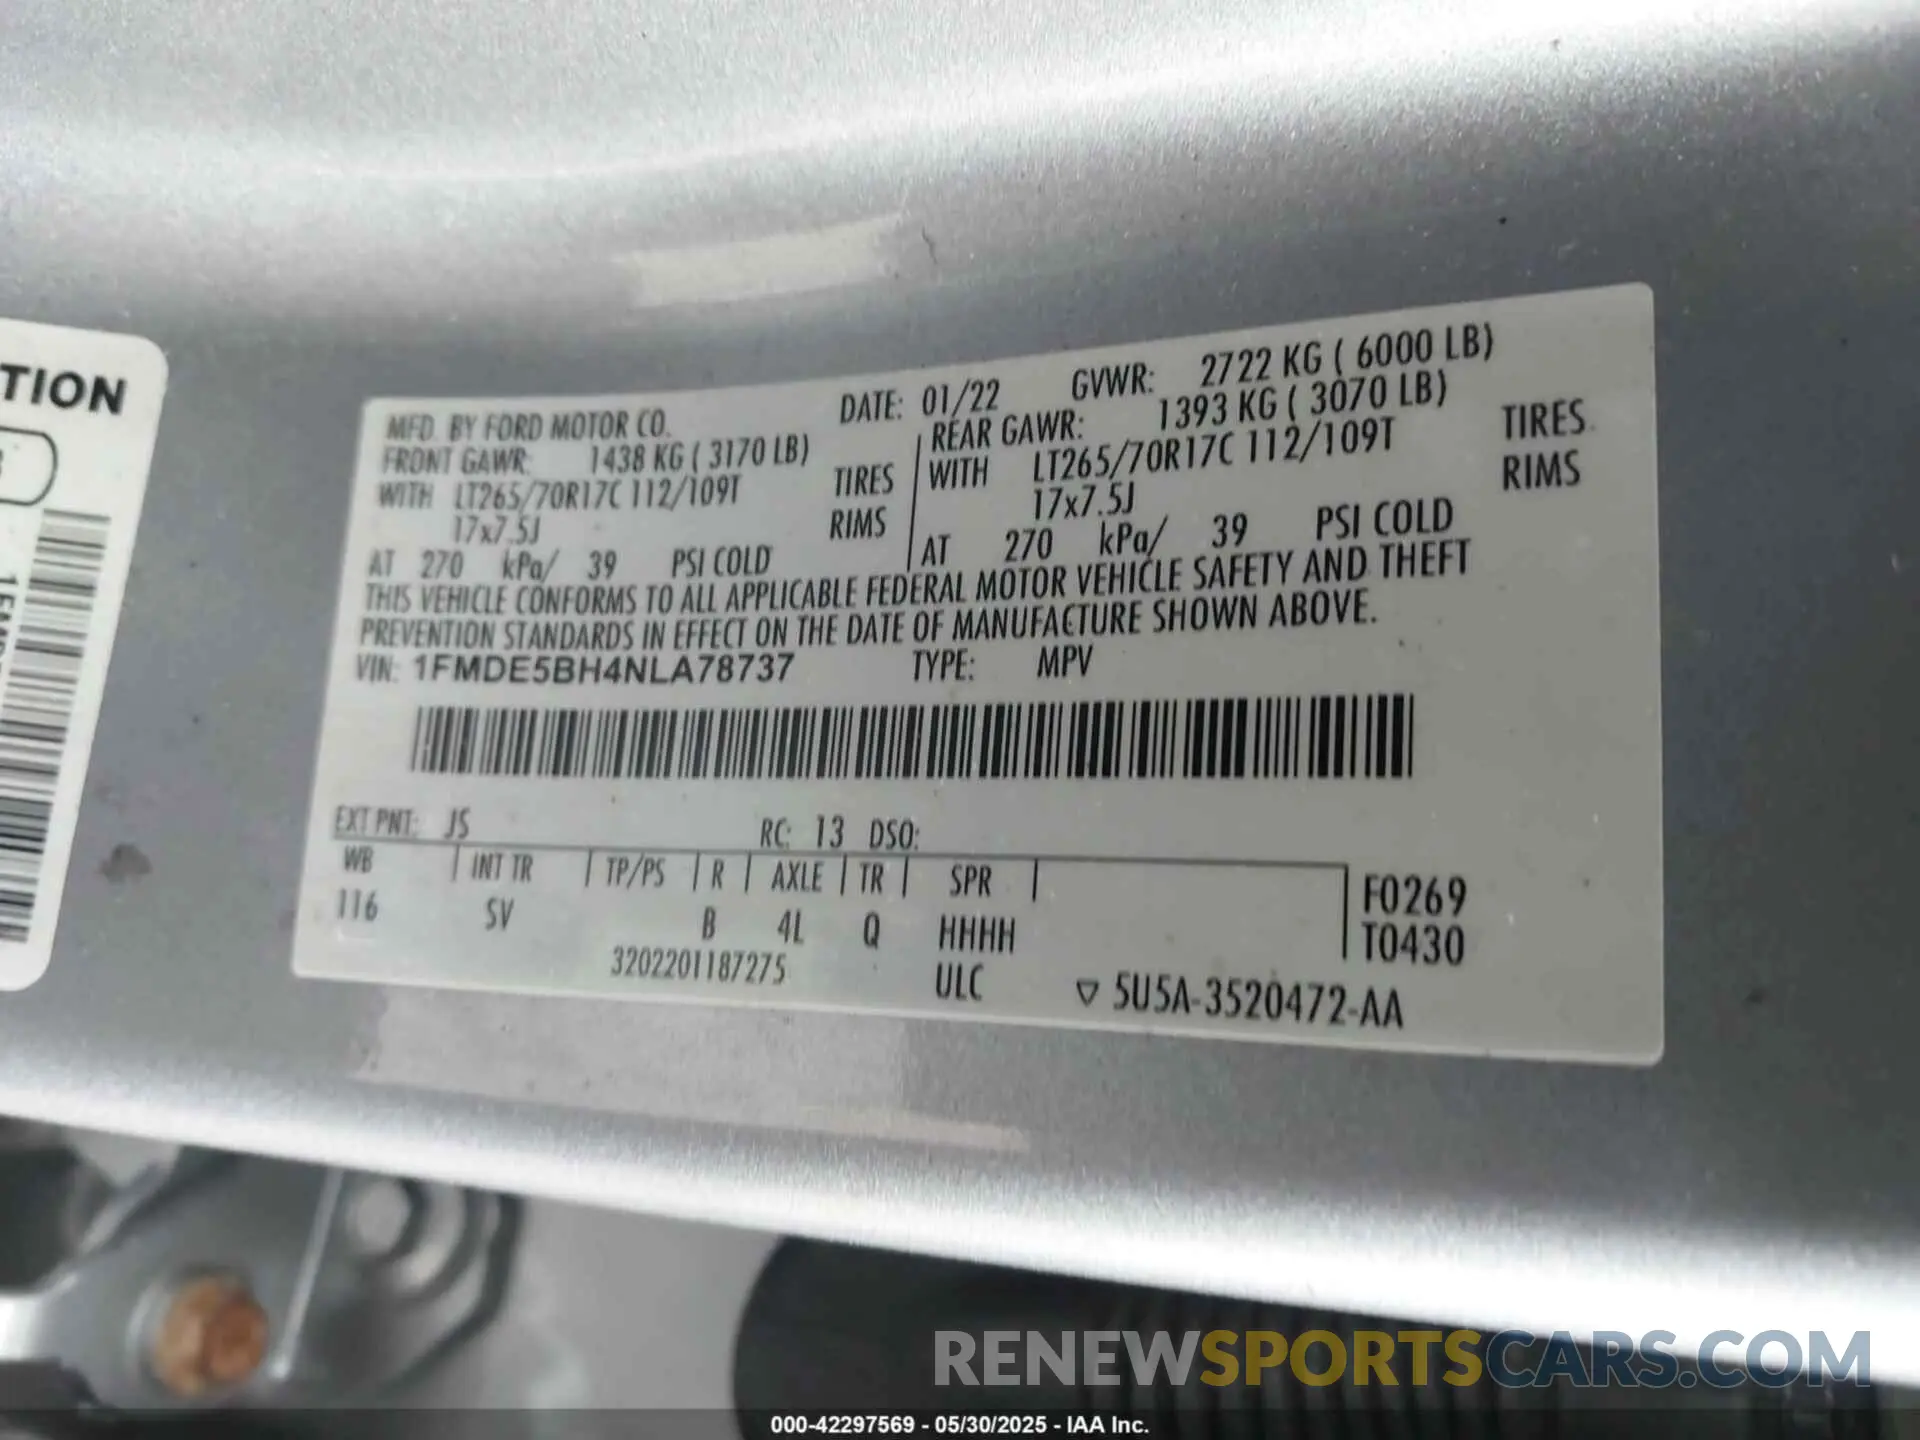 TION
MFD. BY FORD MOTOR CO. DATE: 01/22 GVWR: 2722 KG ( 6000 LB)
FRONT GAWR: 1438 KG ( 3170 LB) REAR GAWR: 1393 KG ( 3070 LB)
WITH LT265/70R17C 112/109T TIRES WITH LT265/70R17C 112/109T TIRES
17x7.5J RIMS 17x7.5J RIMS
AT 270 kPa/ 39 PSI COLD AT 270 kPa/ 39 PSI COLD
THIS VEHICLE CONFORMS TO ALL APPLICABLE FEDERAL MOTOR VEHICLE SAFETY AND THEFT
PREVENTION STANDARDS IN EFFECT ON THE DATE OF MANUFACTURE SHOWN ABOVE.
VIN: 1FMDE5BH4NLA78737 TYPE: MPV
EXT PNT: JS RC: 13 DSO:
WB INT TR TP/PS R AXLE TR SPR
116 SV B 4L Q HHHH
F0269
T0430
3202201187275 ULC
▽ 5U5A-3520472-AA
RENEWSPORTSCARS.COM
000-42297569 - 05/30/2025 - IAA Inc.